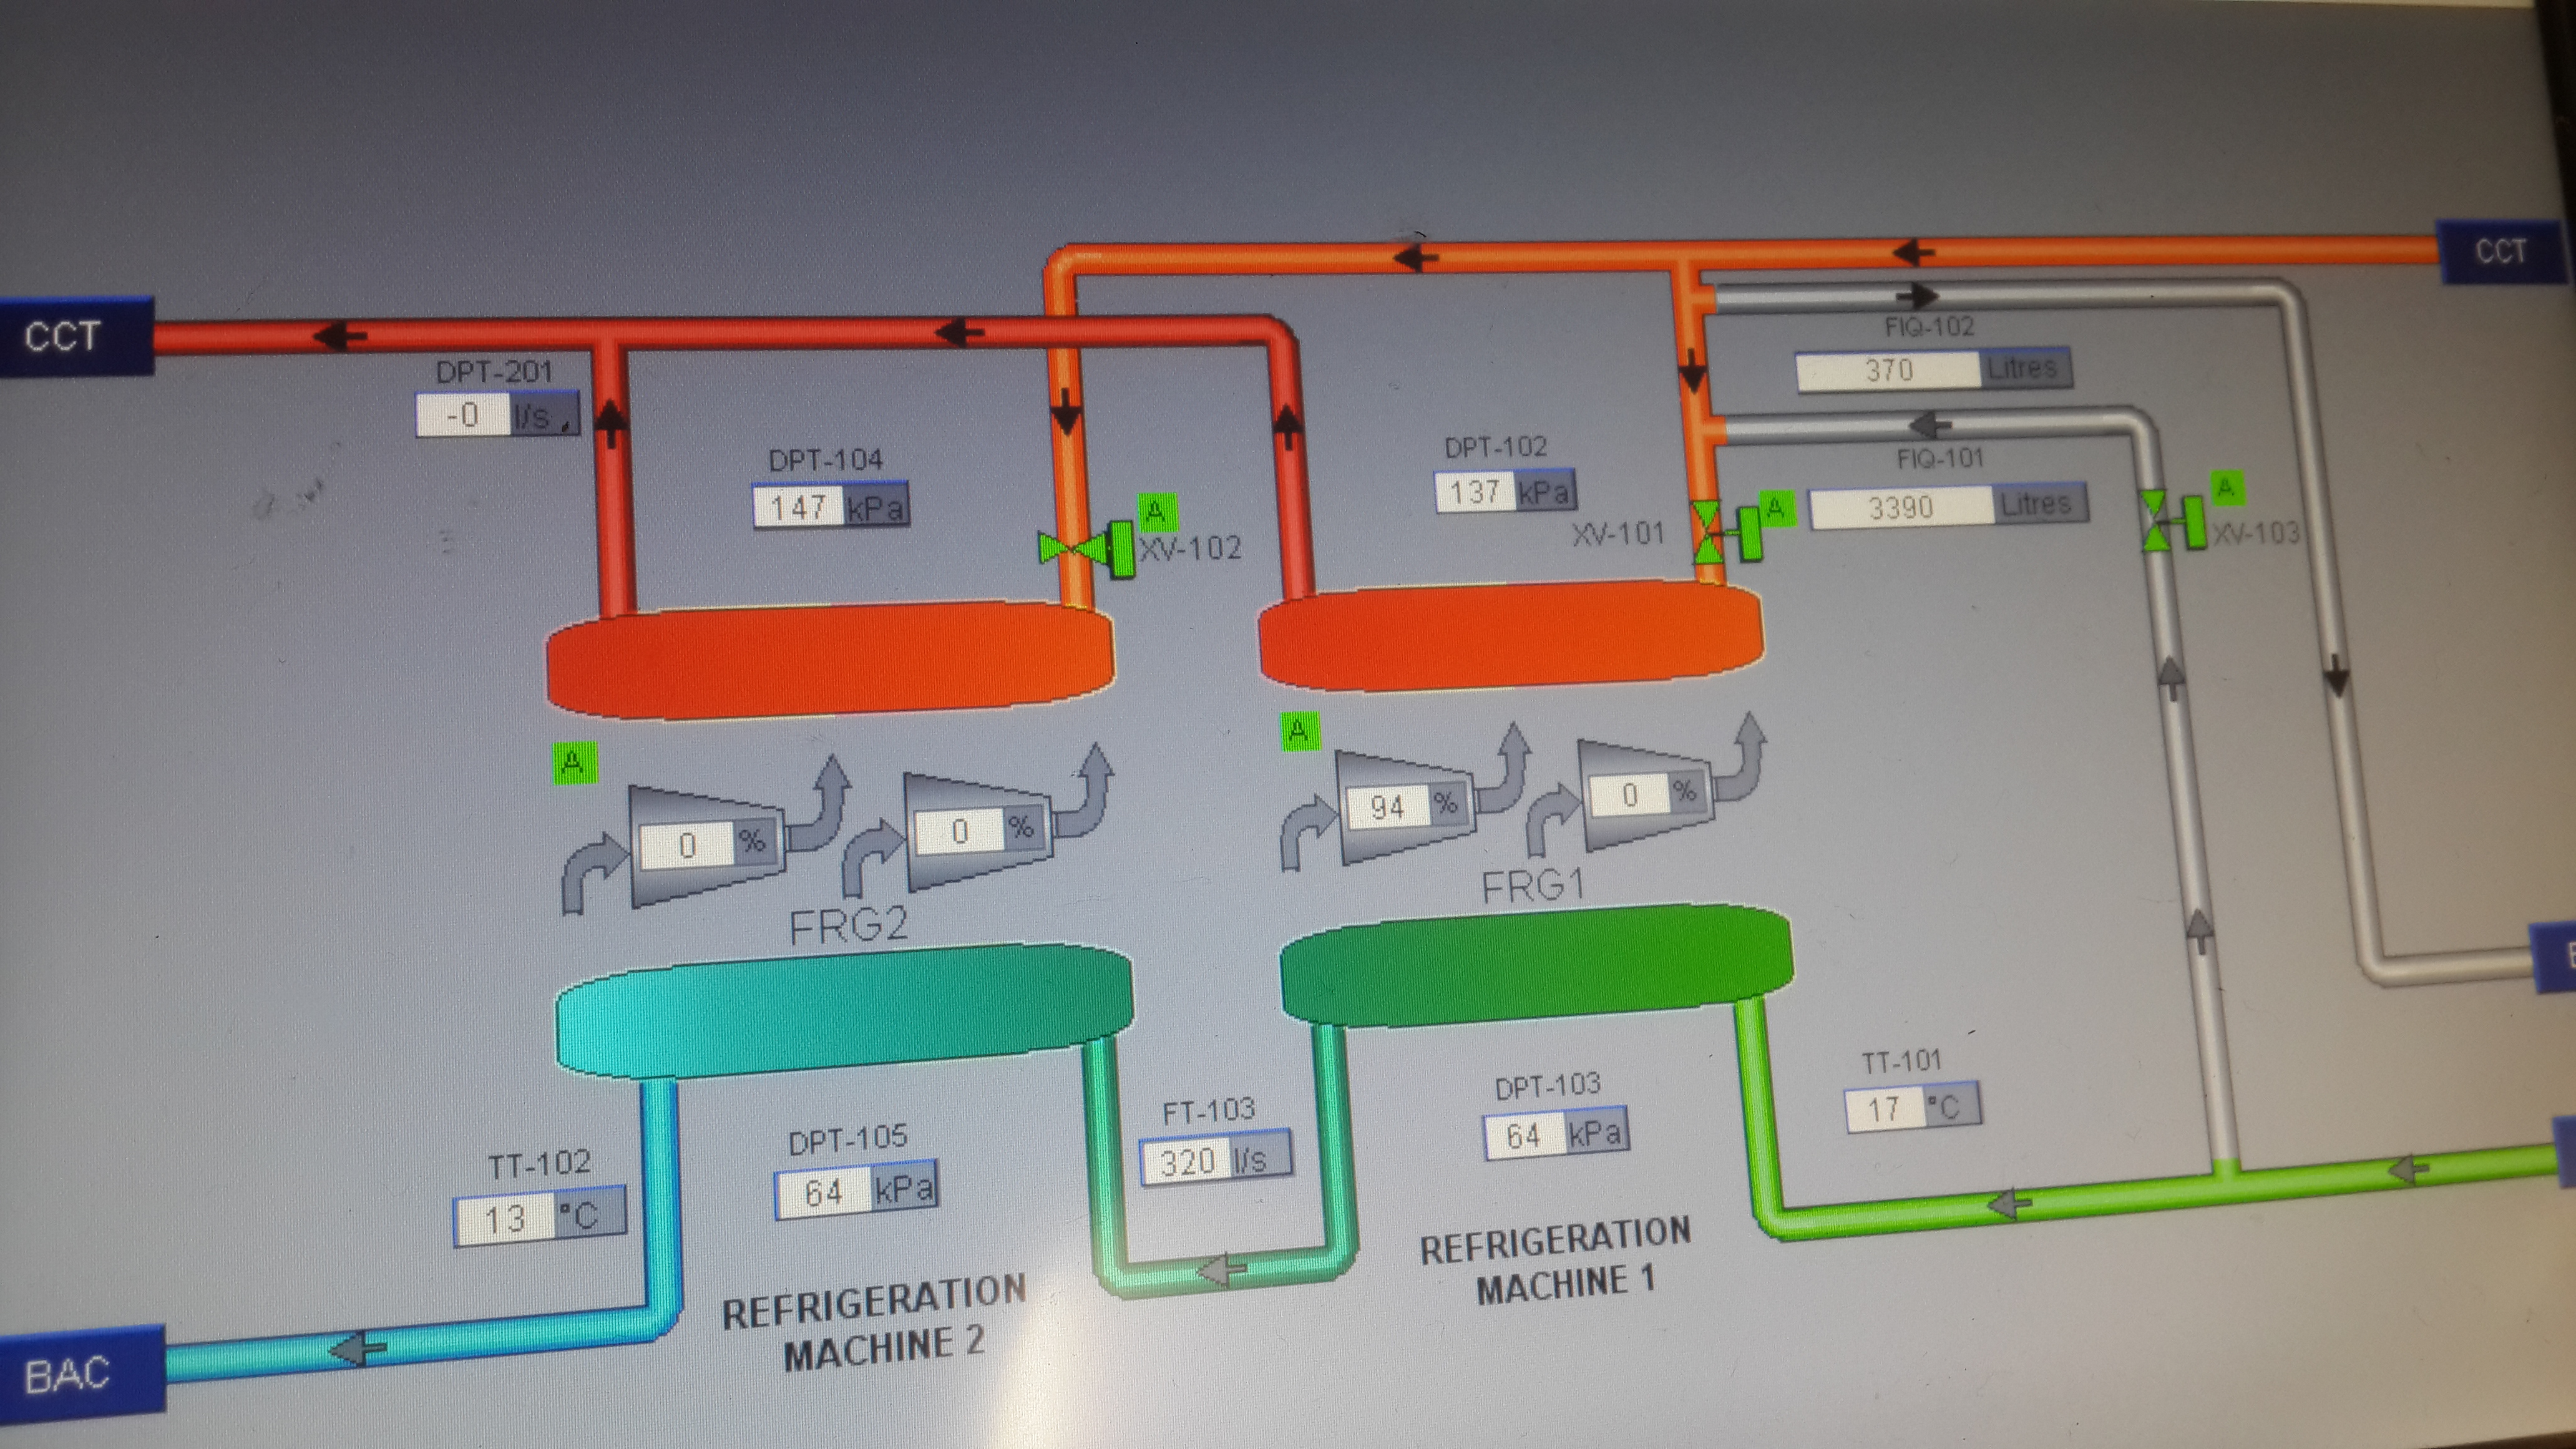 CCT
CCT
FIQ-102
370 Litres
DPT-201
-0 l/s
DPT-104
147 kPa
DPT-102
137 kPa
FIQ-101
3390 Litres
A
XV-102
XV-101
A
A
XV-103
A
A
0 %
0 %
94 %
0 %
FRG2
FRG1
TT-101
17 °C
DPT-103
64 kPa
FT-103
320 l/s
DPT-105
64 kPa
TT-102
13 °C
REFRIGERATION
MACHINE 1
REFRIGERATION
MACHINE 2
BAC